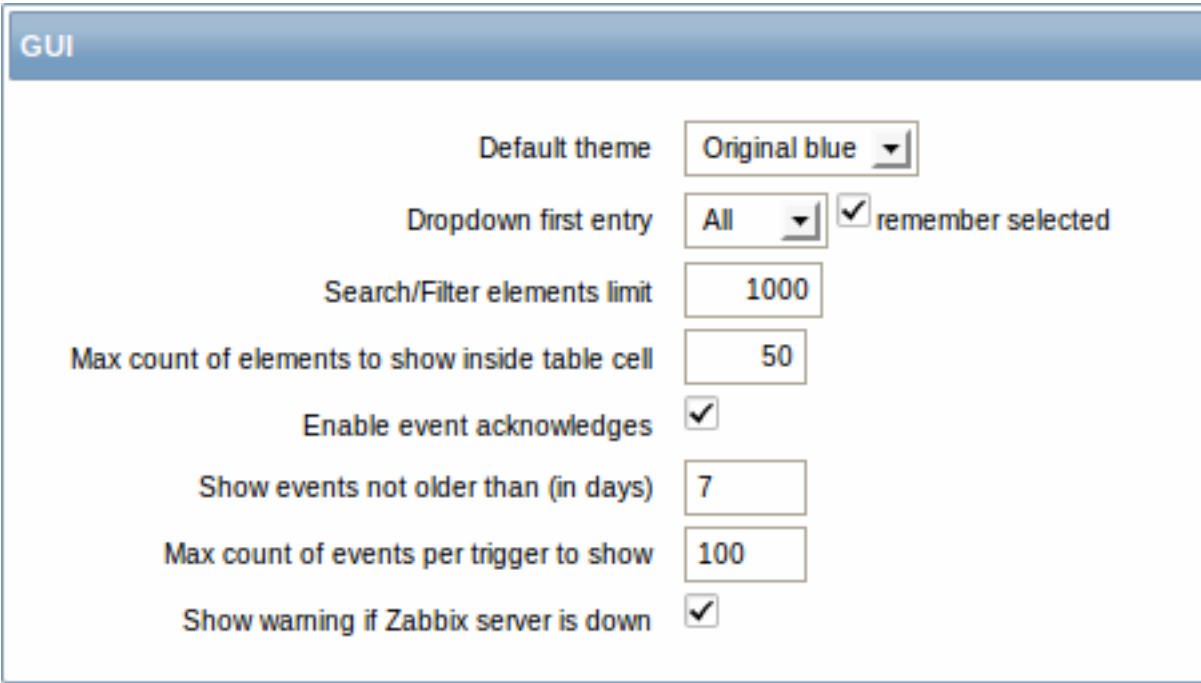 GUI
Default theme Original blue
Dropdown first entry All remember selected
Search/Filter elements limit 1000
Max count of elements to show inside table cell 50
Enable event acknowledges
Show events not older than (in days) 7
Max count of events per trigger to show 100
Show warning if Zabbix server is down